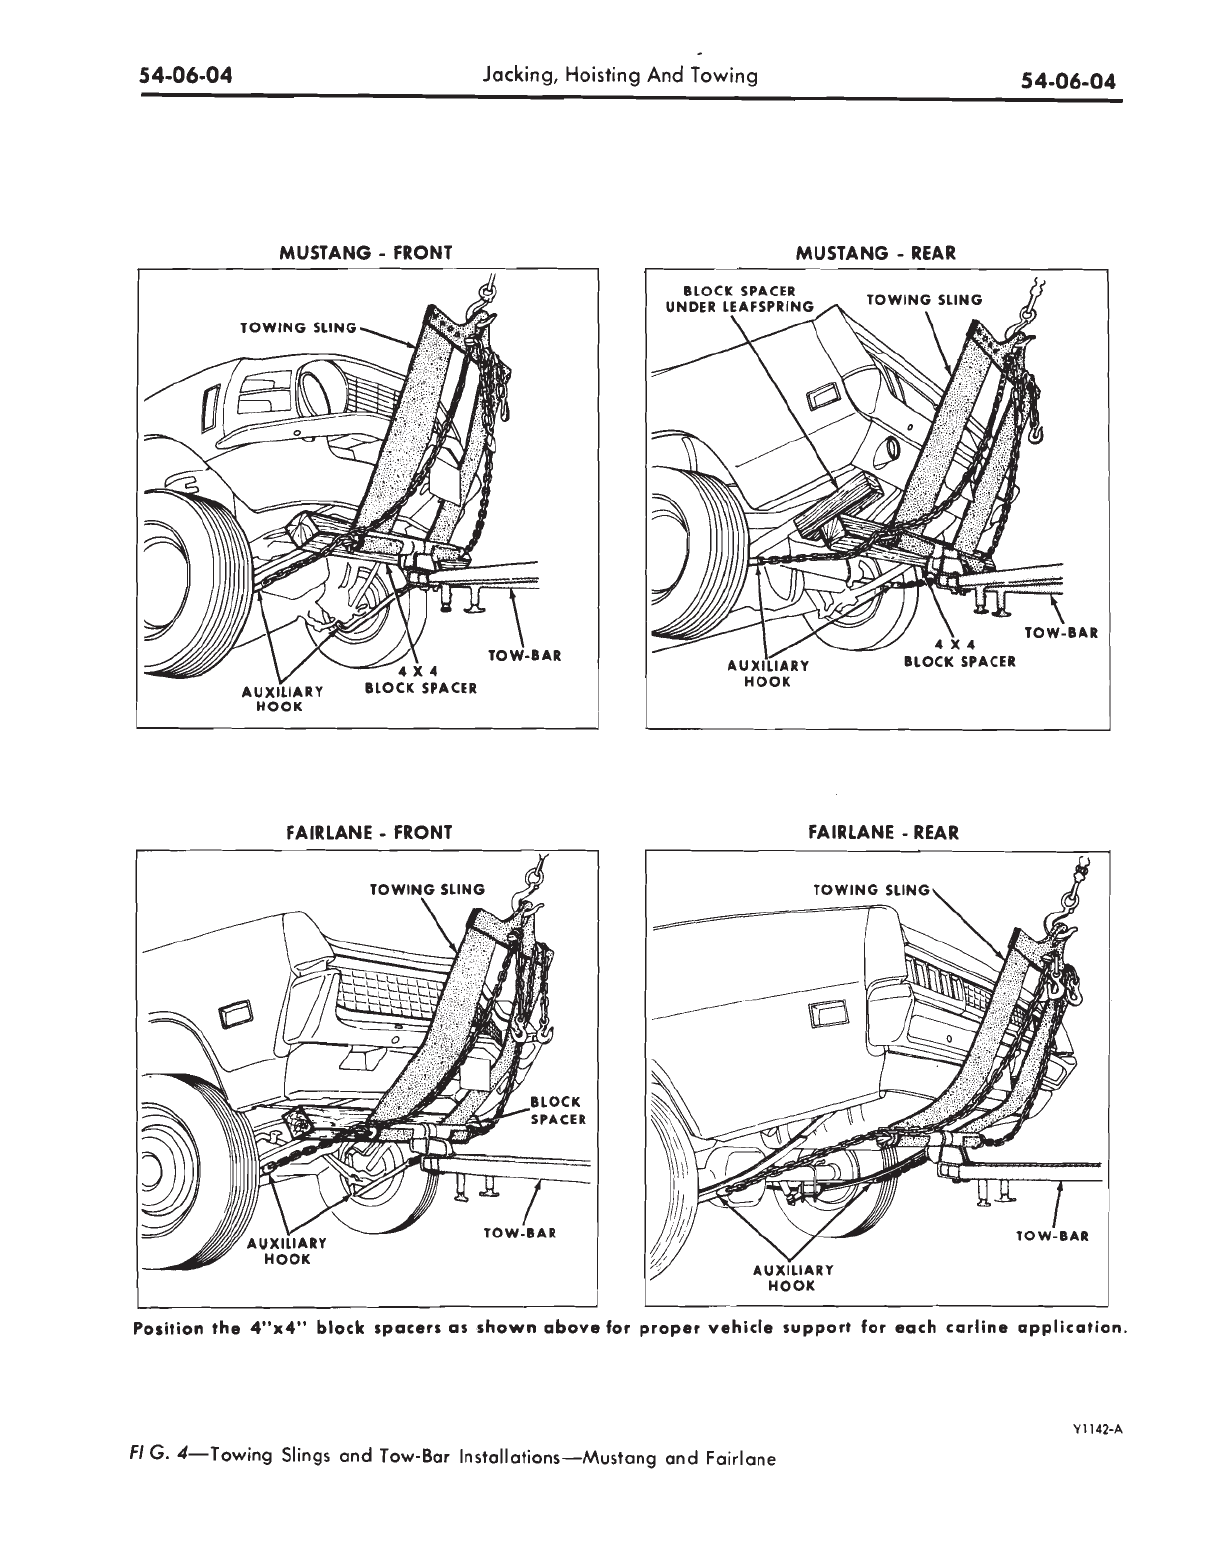 54-06-04
Jacking, Hoisting And Towing
54-06-04
MUSTANG - FRONT
TOWING SLING
TOW-BAR
4 X 4
BLOCK SPACER
AUXILIARY
HOOK
MUSTANG - REAR
BLOCK SPACER
UNDER LEAFSPRING
TOWING SLING
TOW-BAR
4 X 4
BLOCK SPACER
AUXILIARY
HOOK
FAIRLANE - FRONT
TOWING SLING
BLOCK
SPACER
TOW-BAR
AUXILIARY
HOOK
FAIRLANE - REAR
TOWING SLING
TOW-BAR
AUXILIARY
HOOK
Position the 4"x4" block spacers as shown above for proper vehicle support for each carline application.
Y1142-A
FIG. 4—Towing Slings and Tow-Bar Installations—Mustang and Fairlane